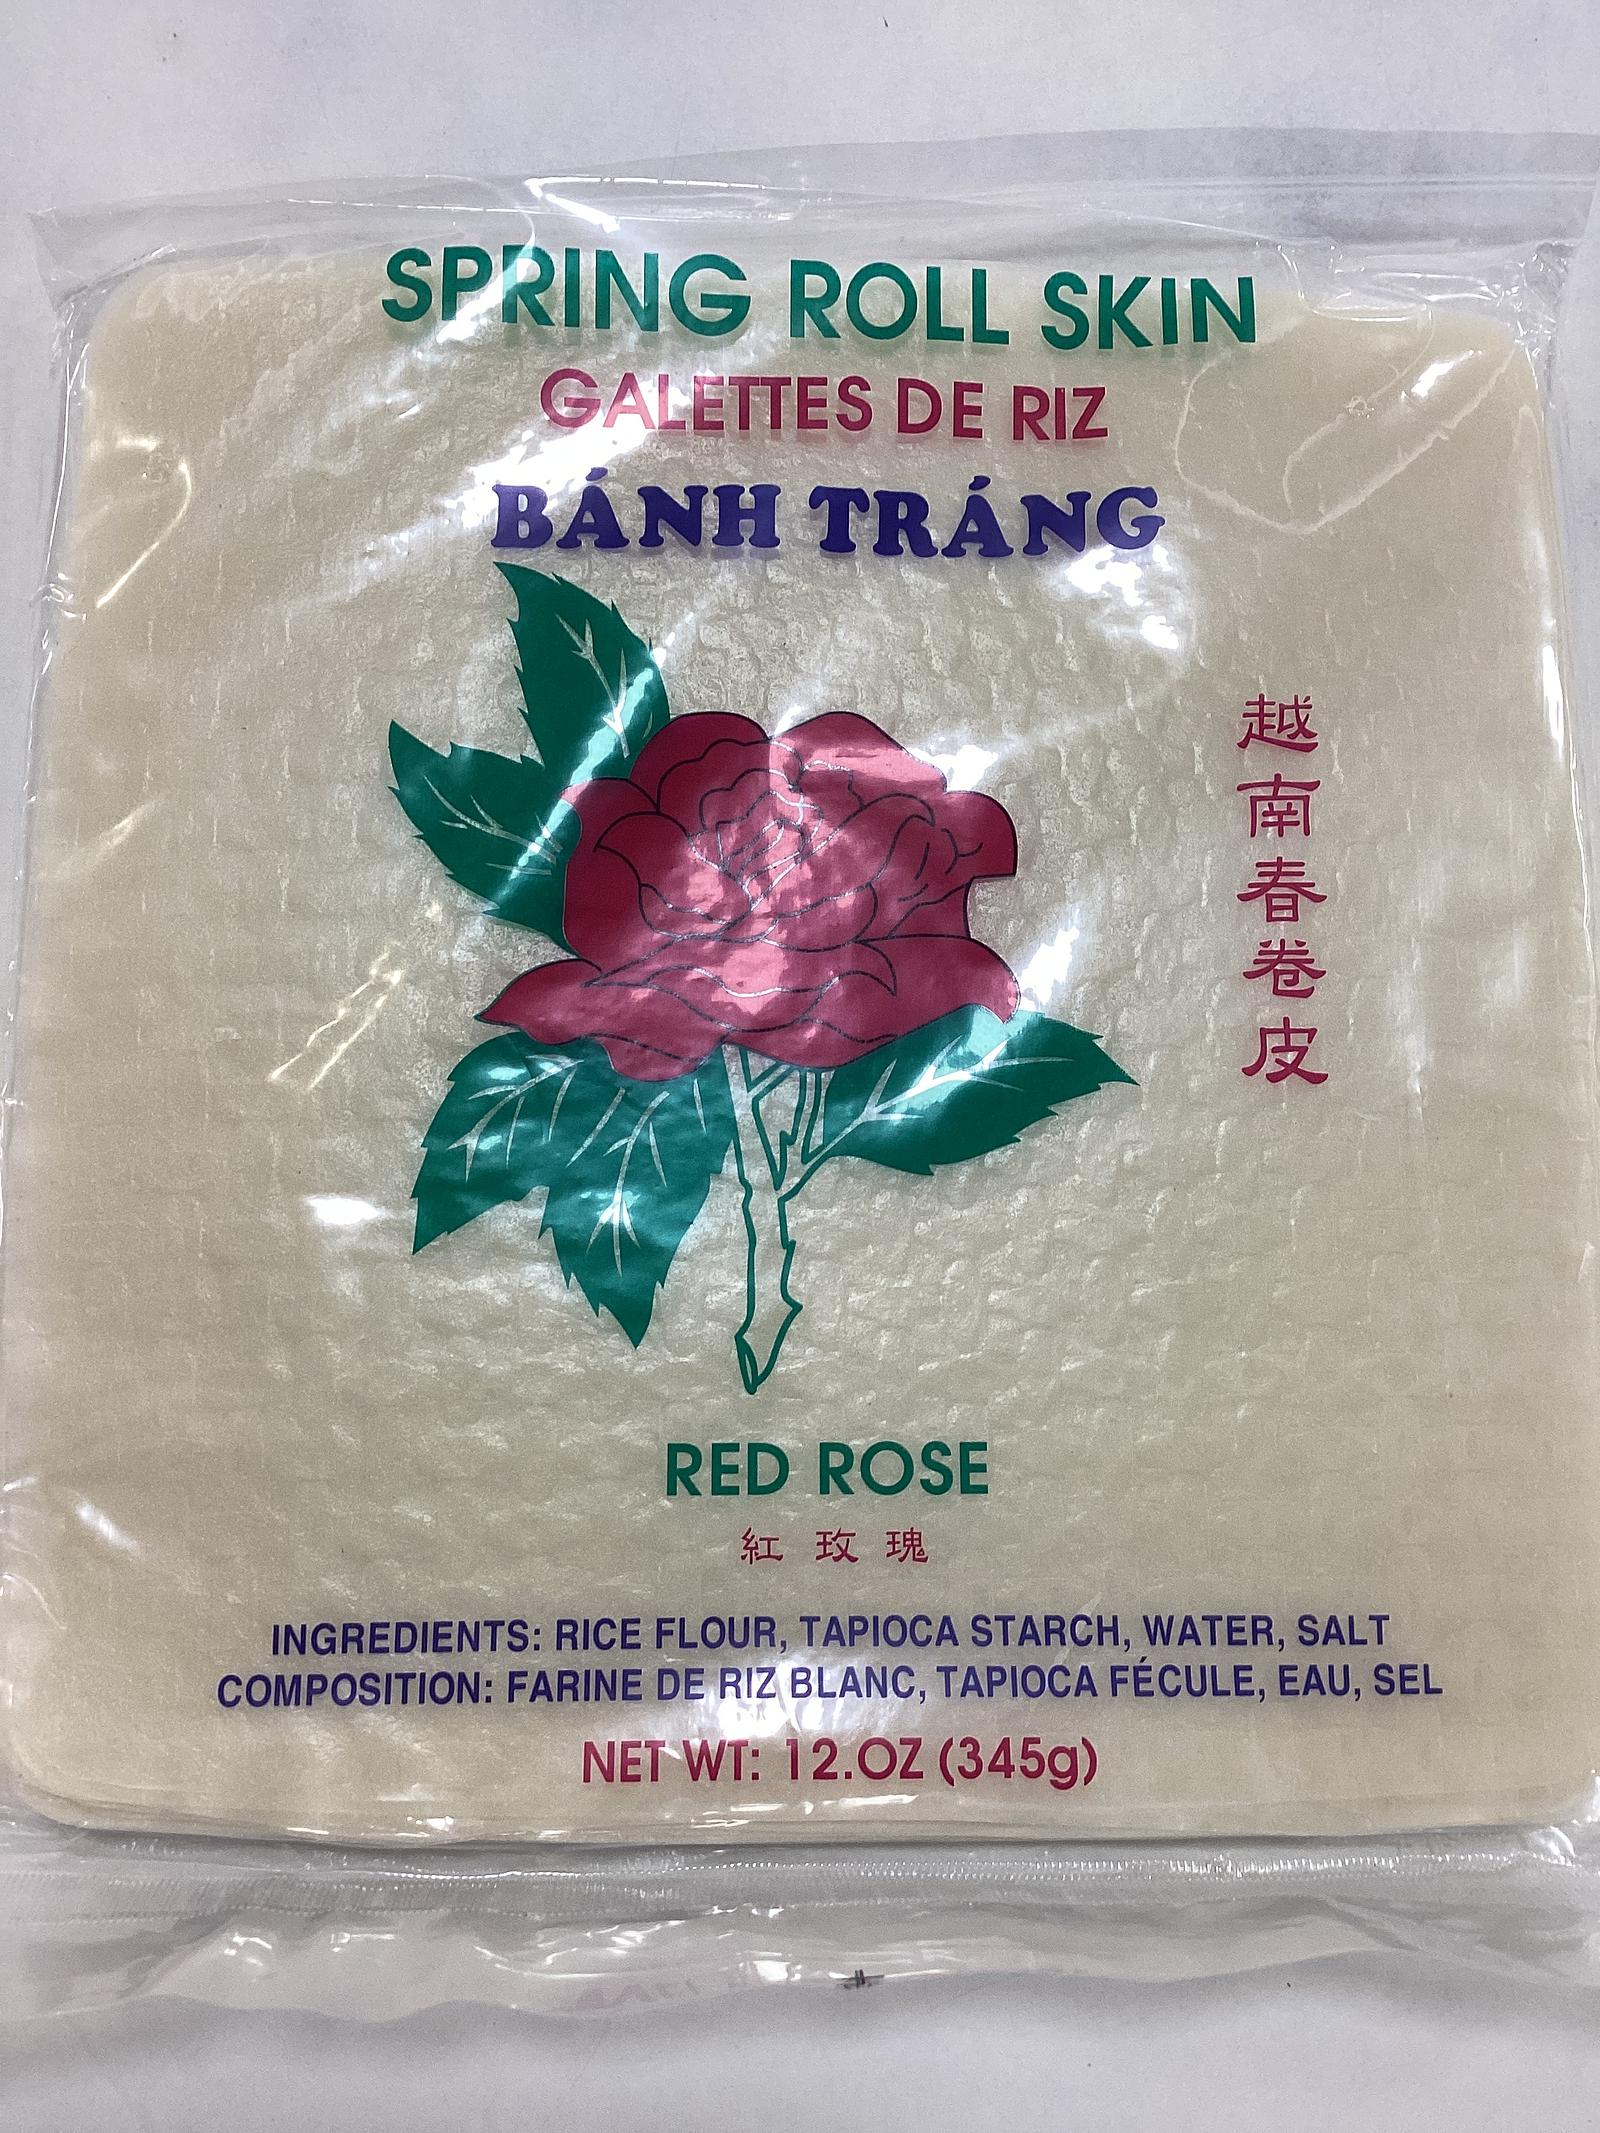 SPRING ROLL SKIN
GALETTES DE RIZ
BÁNH TRÁNG
越南春卷皮
RED ROSE
紅玫瑰
INGREDIENTS: RICE FLOUR, TAPIOCA STARCH, WATER, SALT
COMPOSITION: FARINE DE RIZ BLANC, TAPIOCA FÉCULE, EAU, SEL
NET WT: 12.OZ (345g)